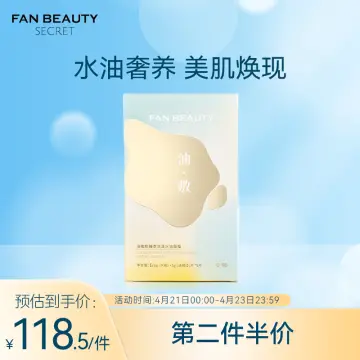 FAN BEAUTY
SECRET
水油奢养 美肌焕现
FAN BEAUTY
油·敷
活动时间:4月21日00:00-4月23日23:59
预估到手价:
¥118.5/件
第二件半价